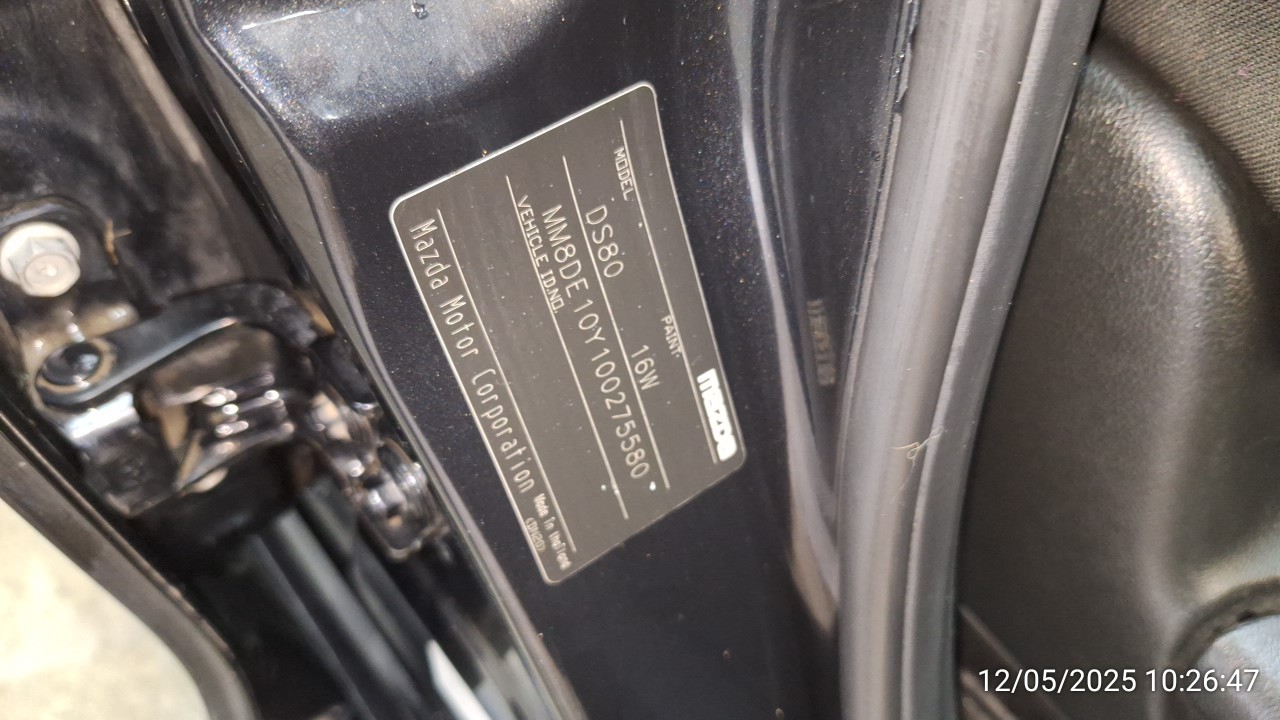 mazda
MODEL PAINT.
DS80 16W
MM8DE10Y100275580
VEHICLE ID.NO.
Mazda Motor Corporation
12/05/2025 10:26:47